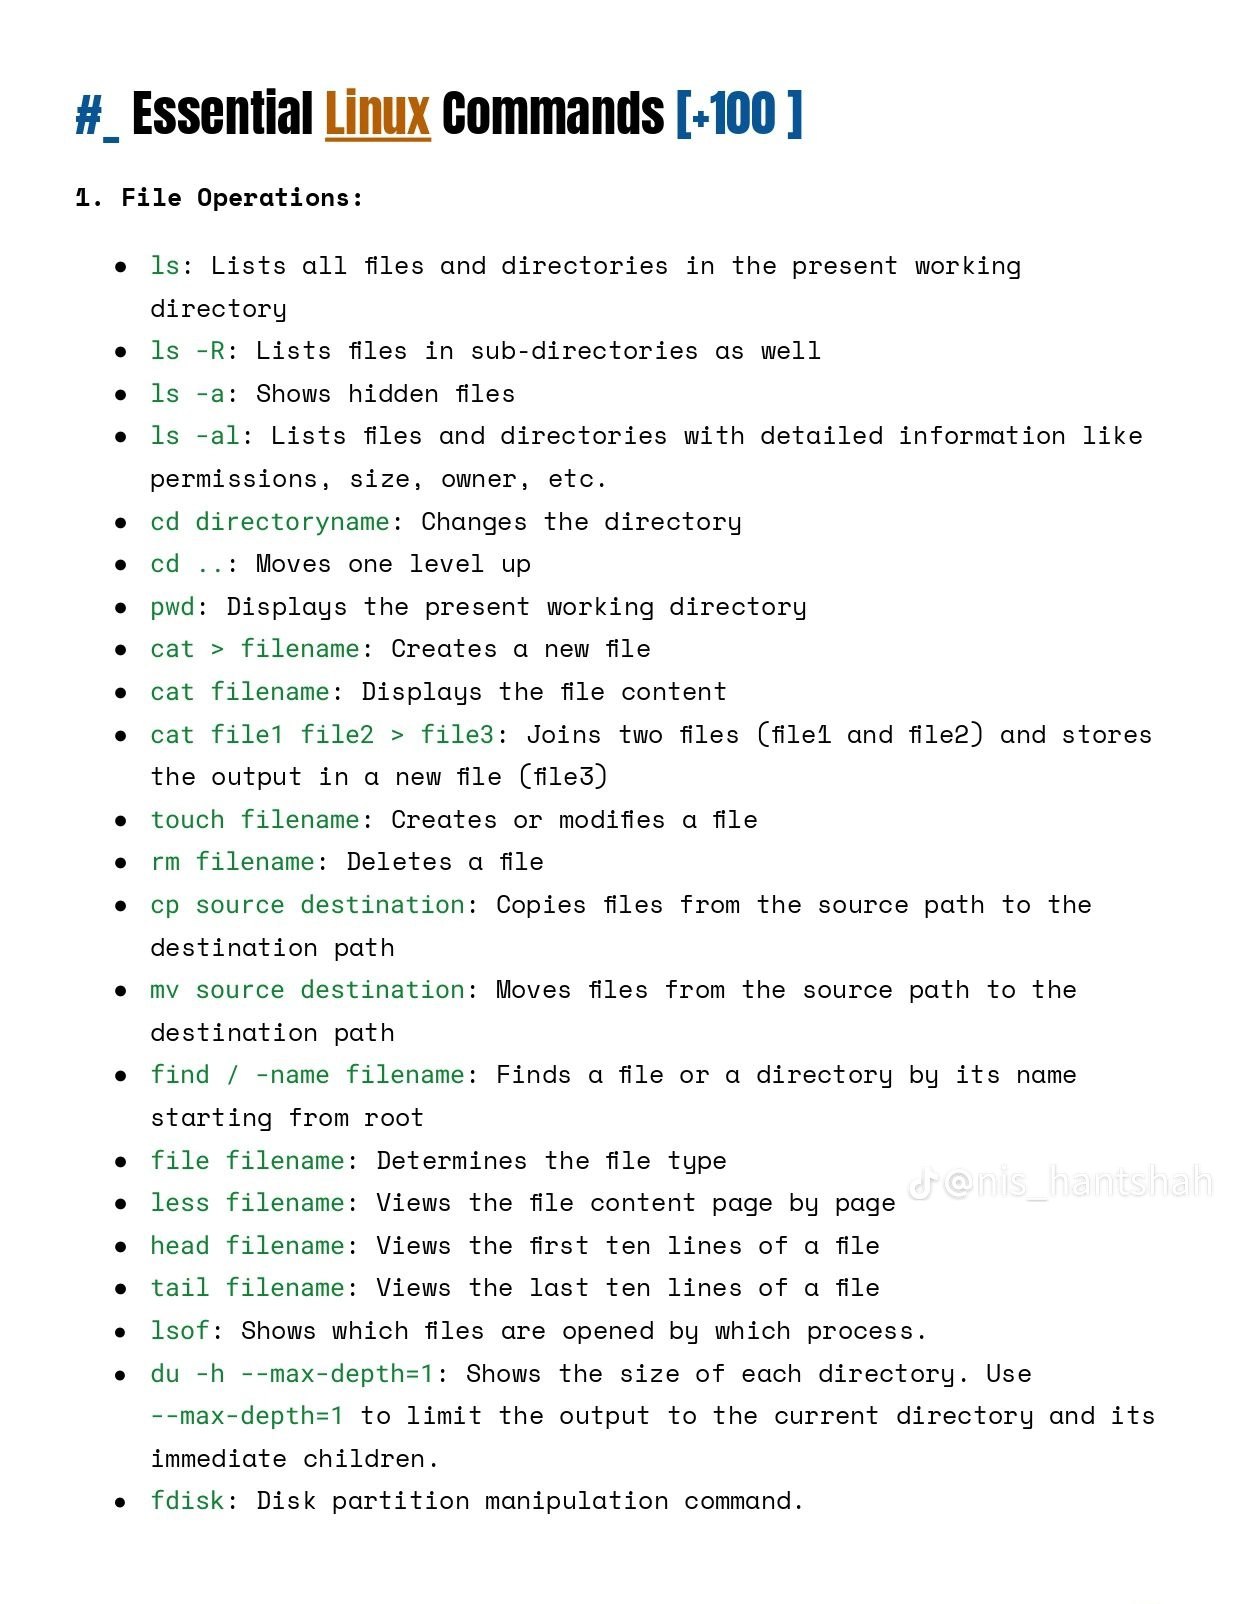 #_ Essential Linux Commands [+100 ]
1. File Operations:
● ls: Lists all files and directories in the present working
directory
● ls -R: Lists files in sub-directories as well
● ls -a: Shows hidden files
● ls -al: Lists files and directories with detailed information like
permissions, size, owner, etc.
● cd directoryname: Changes the directory
● cd ..: Moves one level up
● pwd: Displays the present working directory
● cat > filename: Creates a new file
● cat filename: Displays the file content
● cat file1 file2 > file3: Joins two files (file1 and file2) and stores
the output in a new file (file3)
● touch filename: Creates or modifies a file
● rm filename: Deletes a file
● cp source destination: Copies files from the source path to the
destination path
● mv source destination: Moves files from the source path to the
destination path
● find / -name filename: Finds a file or a directory by its name
starting from root
● file filename: Determines the file type
@nis_hantshah
● less filename: Views the file content page by page
● head filename: Views the first ten lines of a file
● tail filename: Views the last ten lines of a file
● lsof: Shows which files are opened by which process.
● du -h --max-depth=1: Shows the size of each directory. Use
--max-depth=1 to limit the output to the current directory and its
immediate children.
● fdisk: Disk partition manipulation command.